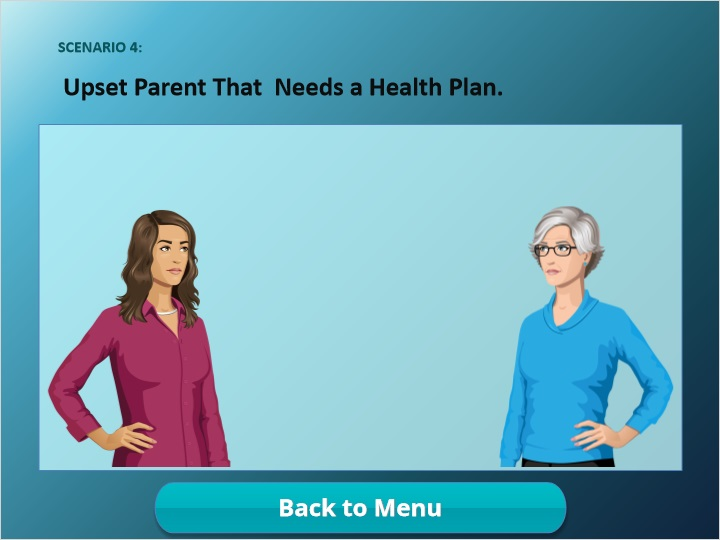 SCENARIO 4:
Upset Parent That  Needs a Health Plan.
Back to Menu